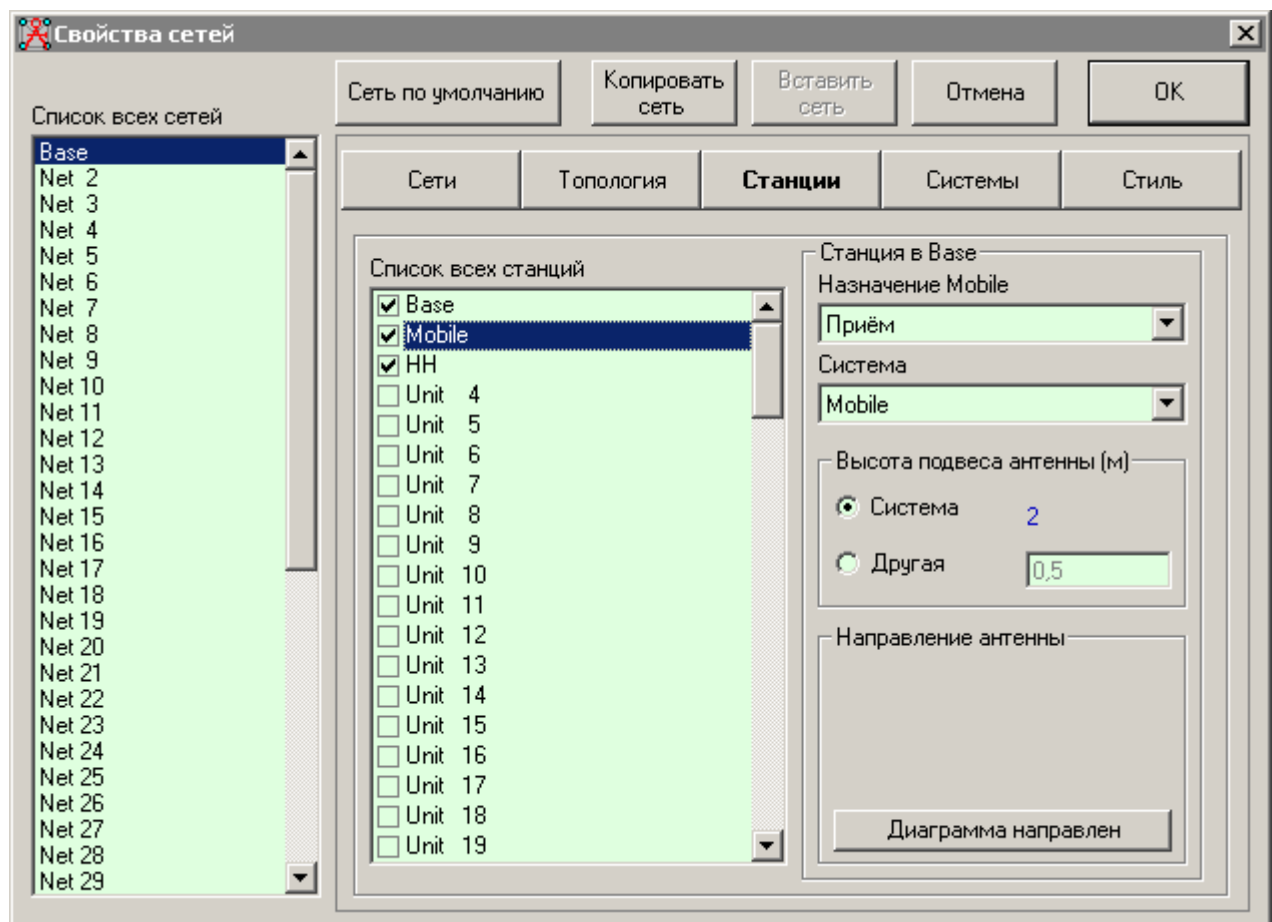 Свойства сетей
Сеть по умолчанию
Копировать
сеть
Вставить
сеть
Отмена
OK
Список всех сетей
Base
Net 2
Net 3
Net 4
Net 5
Net 6
Net 7
Net 8
Net 9
Net 10
Net 11
Net 12
Net 13
Net 14
Net 15
Net 16
Net 17
Net 18
Net 19
Net 20
Net 21
Net 22
Net 23
Net 24
Net 25
Net 26
Net 27
Net 28
Net 29
Сети
Топология
Станции
Системы
Стиль
Список всех станций
Base
Mobile
HH
Unit 4
Unit 5
Unit 6
Unit 7
Unit 8
Unit 9
Unit 10
Unit 11
Unit 12
Unit 13
Unit 14
Unit 15
Unit 16
Unit 17
Unit 18
Unit 19
Станция в Base
Назначение Mobile
Приём
Система
Mobile
Высота подвеса антенны (м)
Система 2
Другая 0,5
Направление антенны
Диаграмма направлен